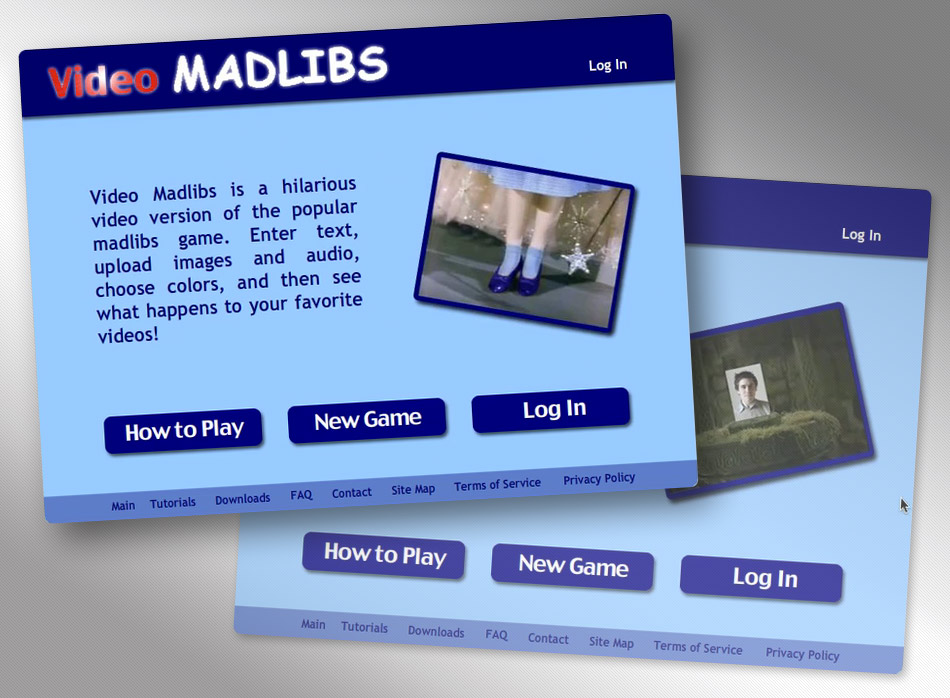 Video MADLIBS
Log In
Video Madlibs is a hilarious
video version of the popular
madlibs game. Enter text,
upload images and audio,
choose colors, and then see
what happens to your favorite
videos!
How to Play
New Game
Log In
Main Tutorials Downloads FAQ Contact Site Map Terms of Service Privacy Policy
Log In
How to Play
New Game
Log In
Main Tutorials Downloads FAQ Contact Site Map Terms of Service Privacy Policy